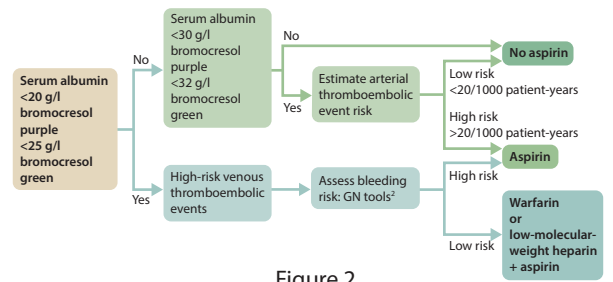 Serum albumin
<20 g/l
bromocresol
purple
<25 g/l
bromocresol
green
No
Yes
Serum albumin
<30 g/l
bromocresol
purple
<32 g/l
bromocresol
green
No
Yes
Estimate arterial
thromboembolic
event risk
No aspirin
Low risk
<20/1000 patient-years
High risk
>20/1000 patient-years
Aspirin
High-risk venous
thromboembolic
events
Assess bleeding
risk: GN tools²
High risk
Low risk
Warfarin
or
low-molecular-
weight heparin
+ aspirin
Figure 2